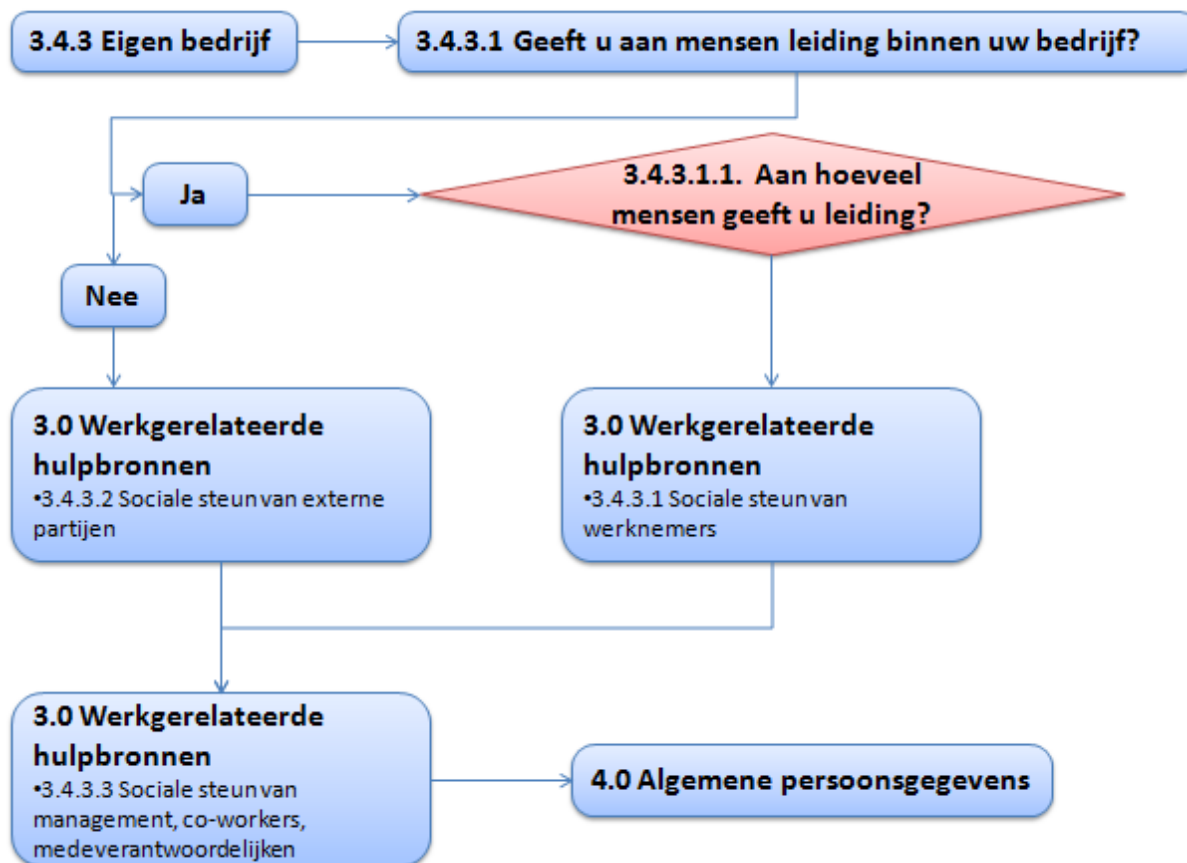 3.4.3 Eigen bedrijf
3.4.3.1 Geeft u aan mensen leiding binnen uw bedrijf?
Ja
3.4.3.1.1. Aan hoeveel
mensen geeft u leiding?
Nee
3.0 Werkgerelateerde
hulpbronnen
•3.4.3.2 Sociale steun van externe
partijen
3.0 Werkgerelateerde
hulpbronnen
•3.4.3.1 Sociale steun van
werknemers
3.0 Werkgerelateerde
hulpbronnen
•3.4.3.3 Sociale steun van
management, co-workers,
medeverantwoordelijken
4.0 Algemene persoonsgegevens